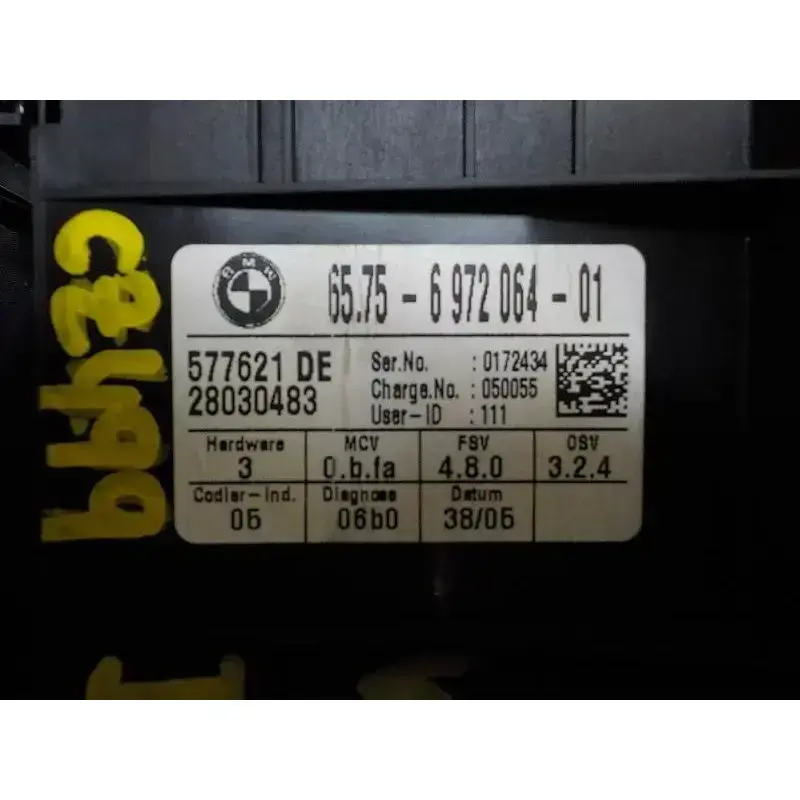 BMW
65.75 - 6 972 064 - 01
577621 DE
28030483
Ser.No. : 0172434
Charge.No. : 050055
User-ID : 111
Hardware MCV FSV OSV
3 0.b.fa 4.8.0 3.2.4
Codier-Ind. Diagnose Datum
05 06b0 38/05